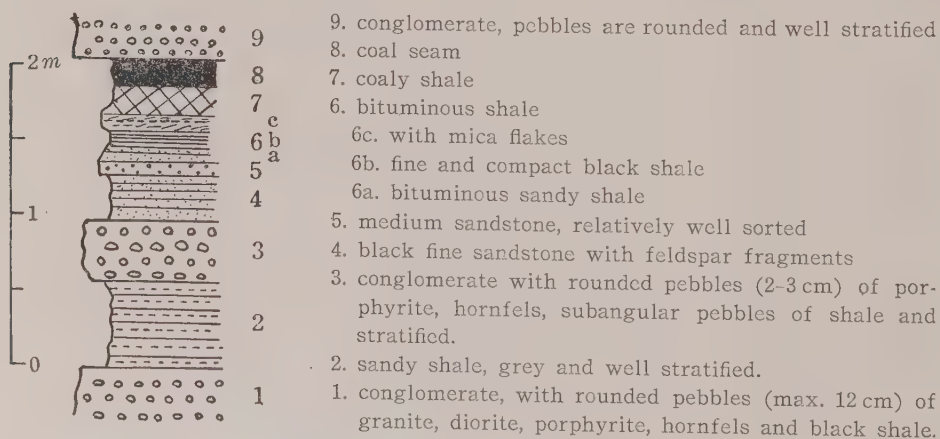 2m
1
0
9
8
7
c
6 b
a
5
4
3
2
1
9. conglomerate, pebbles are rounded and well stratified
8. coal seam
7. coaly shale
6. bituminous shale
6c. with mica flakes
6b. fine and compact black shale
6a. bituminous sandy shale
5. medium sandstone, relatively well sorted
4. black fine sandstone with feldspar fragments
3. conglomerate with rounded pebbles (2-3 cm) of por-
phyrite, hornfels, subangular pebbles of shale and
stratified.
2. sandy shale, grey and well stratified.
1. conglomerate, with rounded pebbles (max. 12 cm) of
granite, diorite, porphyrite, hornfels and black shale.